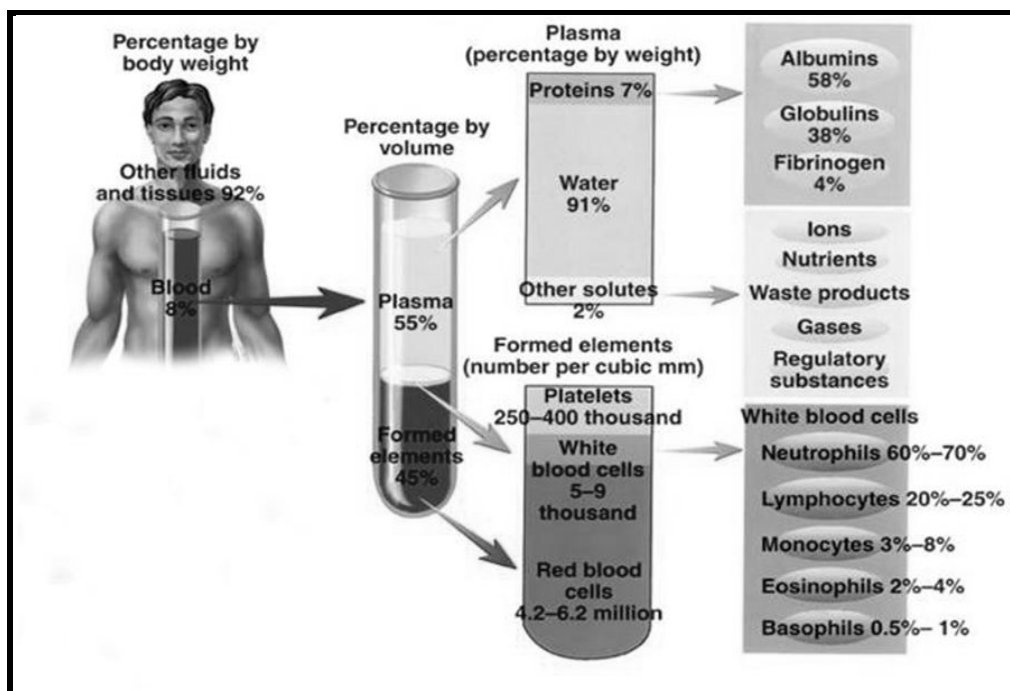 Percentage by
body weight
Other fluids
and tissues 92%
Blood
8%
Percentage by
volume
Plasma
55%
Formed
elements
45%
Plasma
(percentage by weight)
Proteins 7%
Water
91%
Other solutes
2%
Albumins
58%
Globulins
38%
Fibrinogen
4%
Ions
Nutrients
Waste products
Gases
Regulatory
substances
Formed elements
(number per cubic mm)
Platelets
250–400 thousand
White
blood cells
5–9
thousand
Red blood
cells
4.2–6.2 million
White blood cells
Neutrophils 60%–70%
Lymphocytes 20%–25%
Monocytes 3%–8%
Eosinophils 2%–4%
Basophils 0.5%– 1%